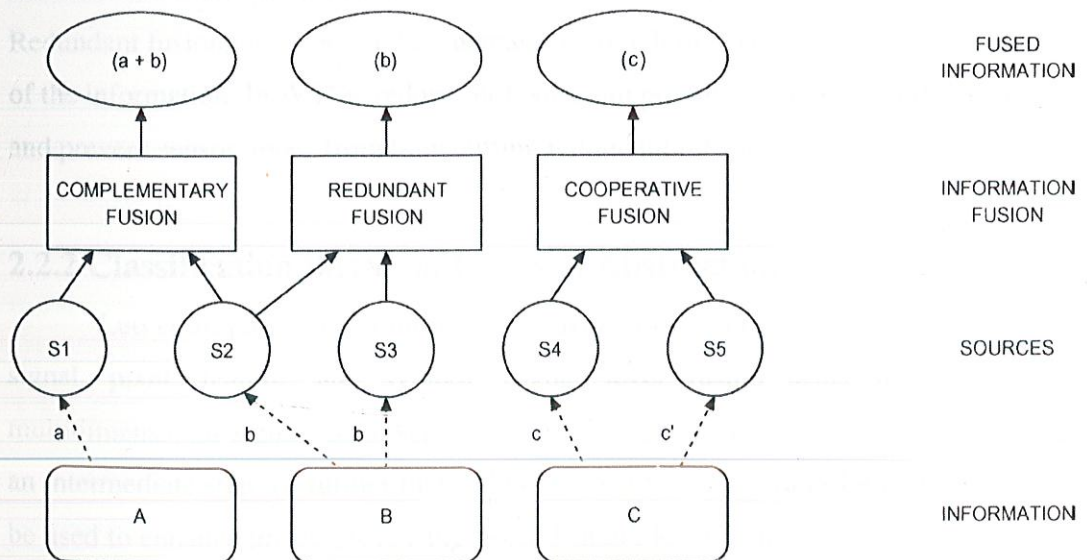 (a + b)
(b)
(c)
FUSED
INFORMATION
COMPLEMENTARY
FUSION
REDUNDANT
FUSION
COOPERATIVE
FUSION
INFORMATION
FUSION
S1
S2
S3
S4
S5
SOURCES
a
b
b
c
c'
A
B
C
INFORMATION